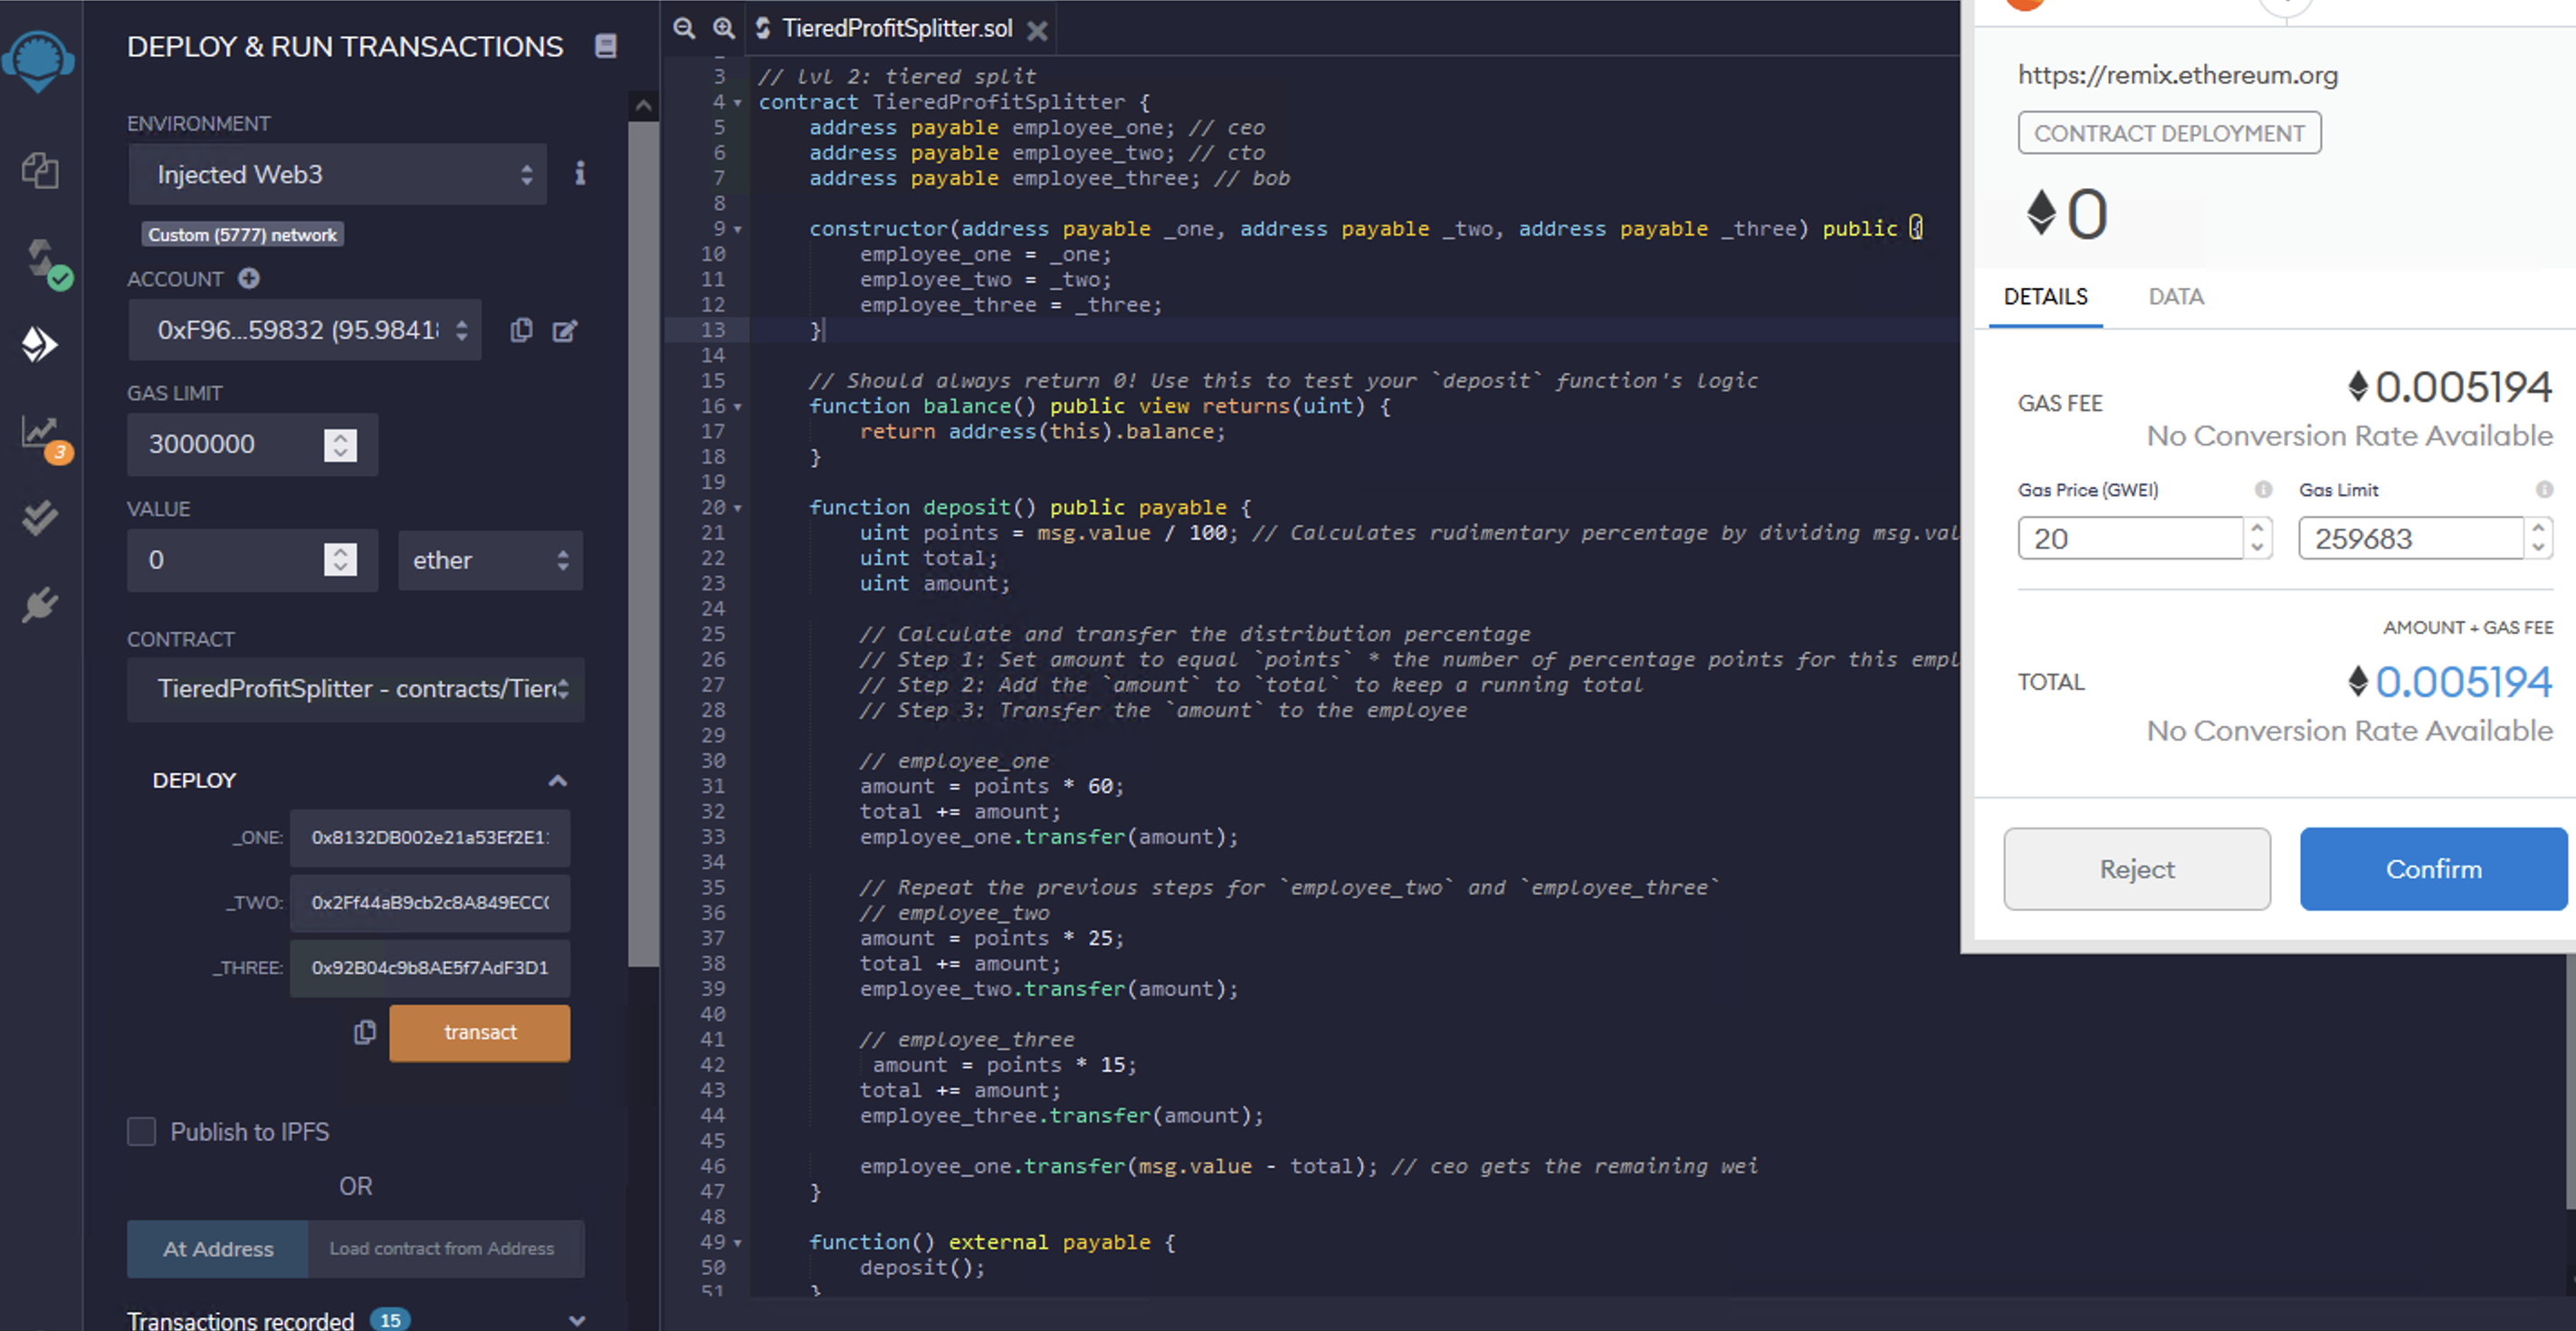 DEPLOY & RUN TRANSACTIONS
ENVIRONMENT
Injected Web3
i
Custom (5777) network
ACCOUNT
0xF96...59832 (95.9841
GAS LIMIT
3000000
VALUE
0
ether
CONTRACT
TieredProfitSplitter - contracts/Tier
DEPLOY
_ONE:
0x8132DB002e21a53Ef2E1
_TWO:
0x2Ff44aB9cb2c8A849ECC
_THREE:
0x92B04c9b8AE5f7AdF3D1
transact
Publish to IPFS
OR
At Address
Load contract from Address
Transactions recorded 15
3
TieredProfitSplitter.sol
3 // lvl 2: tiered split
4 contract TieredProfitSplitter {
5 address payable employee_one; // ceo
6 address payable employee_two; // cto
7 address payable employee_three; // bob
8
9 constructor(address payable _one, address payable _two, address payable _three) public {
10 employee_one = _one;
11 employee_two = _two;
12 employee_three = _three;
13 }
14
15 // Should always return 0! Use this to test your `deposit` function's logic
16 function balance() public view returns(uint) {
17 return address(this).balance;
18 }
19
20 function deposit() public payable {
21 uint points = msg.value / 100; // Calculates rudimentary percentage by dividing msg.val
22 uint total;
23 uint amount;
24
25 // Calculate and transfer the distribution percentage
26 // Step 1: Set amount to equal `points` * the number of percentage points for this empl
27 // Step 2: Add the `amount` to `total` to keep a running total
28 // Step 3: Transfer the `amount` to the employee
29
30 // employee_one
31 amount = points * 60;
32 total += amount;
33 employee_one.transfer(amount);
34
35 // Repeat the previous steps for `employee_two` and `employee_three`
36 // employee_two
37 amount = points * 25;
38 total += amount;
39 employee_two.transfer(amount);
40
41 // employee_three
42 amount = points * 15;
43 total += amount;
44 employee_three.transfer(amount);
45
46 employee_one.transfer(msg.value - total); // ceo gets the remaining wei
47 }
48
49 function() external payable {
50 deposit();
51 }
https://remix.ethereum.org
CONTRACT DEPLOYMENT
0
DETAILS
DATA
GAS FEE
0.005194
No Conversion Rate Available
Gas Price (GWEI)
Gas Limit
20
259683
AMOUNT + GAS FEE
TOTAL
0.005194
No Conversion Rate Available
Reject
Confirm